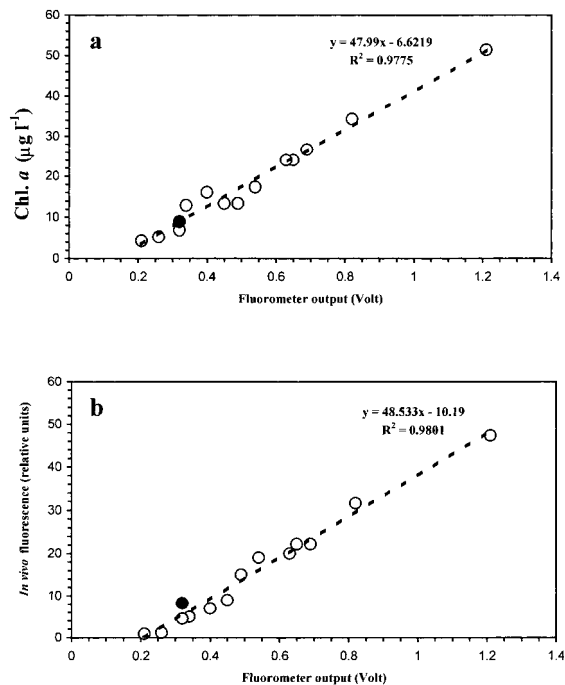 a
y = 47.99x - 6.6219
R² = 0.9775
Chl. a (µg l⁻¹)
60
50
40
30
20
10
0
0 0.2 0.4 0.6 0.8 1 1.2 1.4
Fluorometer output (Volt)
b
y = 48.533x - 10.19
R² = 0.9801
In vivo fluorescence (relative units)
60
50
40
30
20
10
0
0 0.2 0.4 0.6 0.8 1 1.2 1.4
Fluorometer output (Volt)